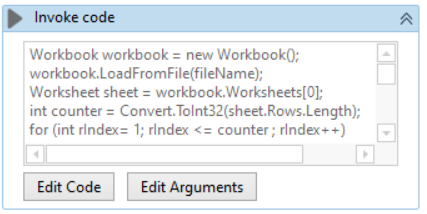 Invoke code
Workbook workbook = new Workbook();
workbook.LoadFromFile(fileName);
Worksheet sheet = workbook.Worksheets[0];
int counter = Convert.ToInt32(sheet.Rows.Length);
for (int rIndex= 1; rIndex <= counter ; rIndex++)
Edit Code
Edit Arguments